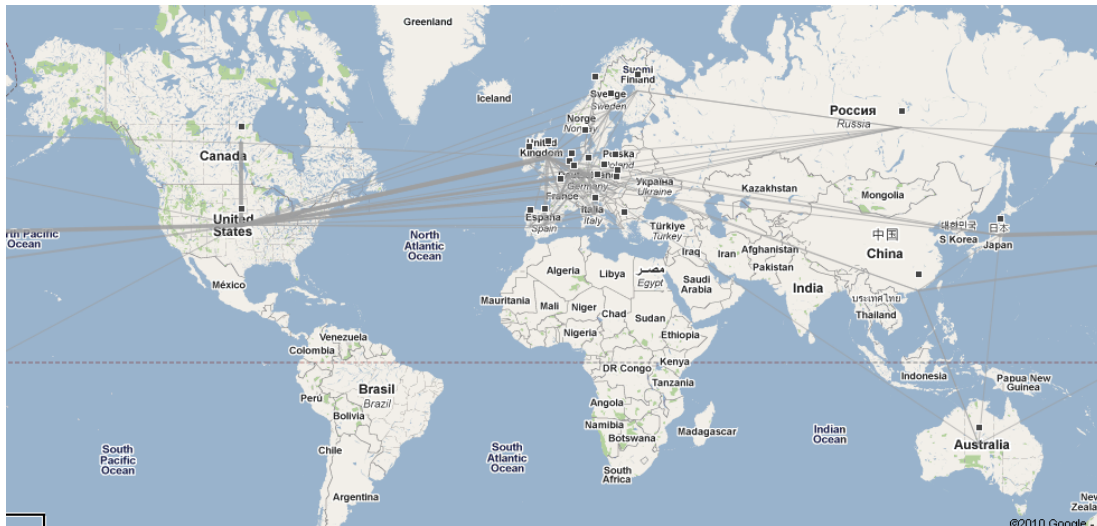 Greenland
Iceland
Suomi
Finland
Sverige
Sweden
Norge
Norway
Россия
Russia
United
Kingdom
Polska
Poland
Germany
Україна
Ukraine
France
Canada
Kazakhstan
Mongolia
United
States
España
Spain
Italia
Italy
Türkiye
Turkey
대한민국
S Korea
日本
Japan
中国
China
North Pacific
Ocean
North
Atlantic
Ocean
Iraq
Iran
Afghanistan
Pakistan
Algeria
Libya
مصر
Egypt
Saudi
Arabia
India
México
Mauritania
Mali
Niger
Chad
Sudan
ประเทศไทย
Thailand
Nigeria
Ethiopia
Venezuela
Colombia
DR Congo
Kenya
Tanzania
Indonesia
Papua New
Guinea
Brasil
Brazil
Perú
Bolivia
Angola
Namibia
Botswana
Madagascar
Indian
Ocean
Australia
Chile
South
Pacific
Ocean
South
Atlantic
Ocean
South
Africa
Argentina
New
Zeala
©2010 Google